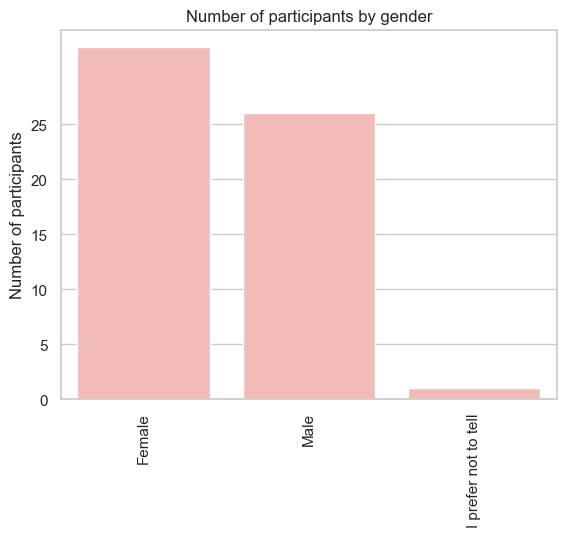 Number of participants by gender
Number of participants
25
20
15
10
5
0
Female
Male
I prefer not to tell